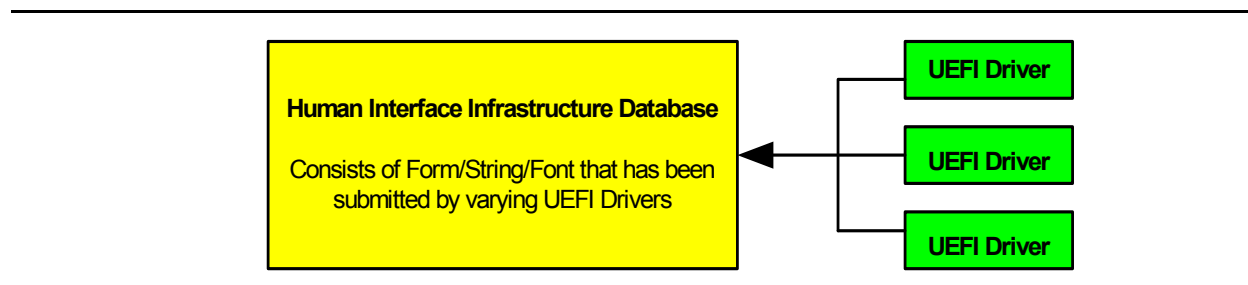 Human Interface Infrastructure Database
Consists of Form/String/Font that has been
submitted by varying UEFI Drivers
UEFI Driver
UEFI Driver
UEFI Driver